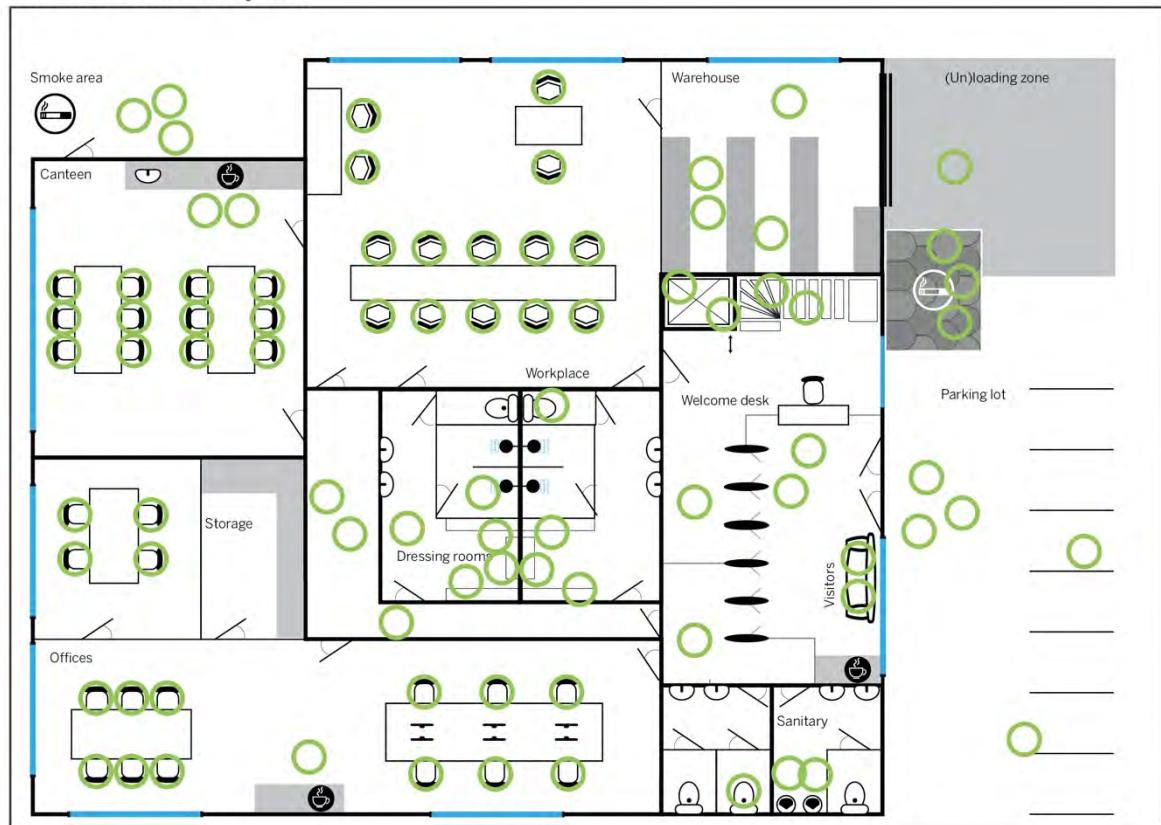 Smoke area
Warehouse
(Un)loading zone
Canteen
Workplace
Welcome desk
Parking lot
Storage
Dressing rooms
Visitors
Offices
Sanitary